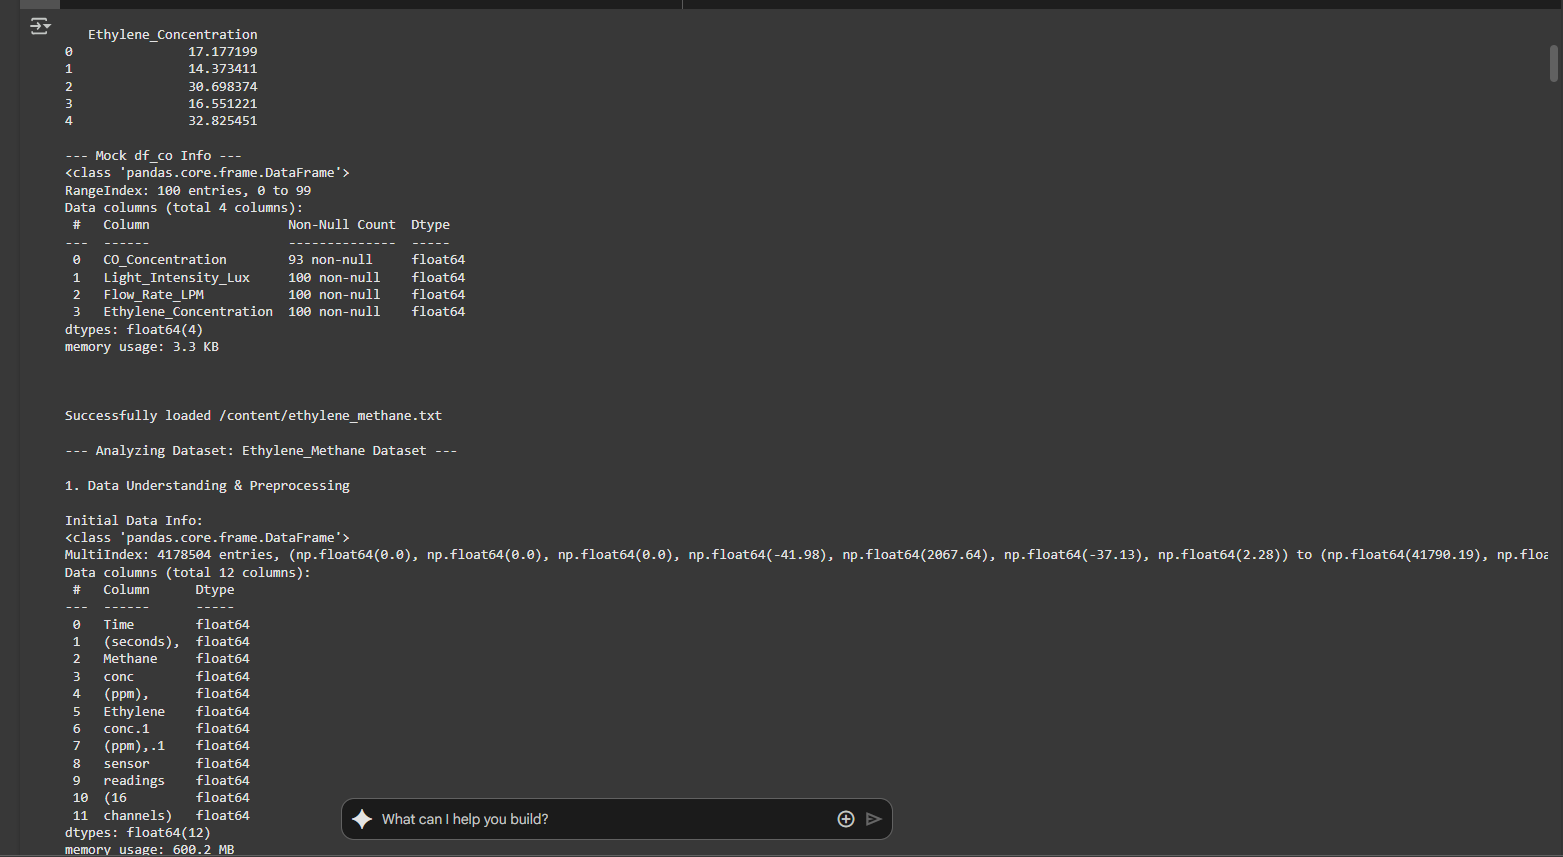 Ethylene_Concentration
0 17.177199
1 14.373411
2 30.698374
3 16.551221
4 32.825451
--- Mock df_co Info ---
<class 'pandas.core.frame.DataFrame'>
RangeIndex: 100 entries, 0 to 99
Data columns (total 4 columns):
# Column Non-Null Count Dtype
--- ------ -------------- -----
0 CO_Concentration 93 non-null float64
1 Light_Intensity_Lux 100 non-null float64
2 Flow_Rate_LPM 100 non-null float64
3 Ethylene_Concentration 100 non-null float64
dtypes: float64(4)
memory usage: 3.3 KB
Successfully loaded /content/ethylene_methane.txt
--- Analyzing Dataset: Ethylene_Methane Dataset ---
1. Data Understanding & Preprocessing
Initial Data Info:
<class 'pandas.core.frame.DataFrame'>
MultiIndex: 4178504 entries, (np.float64(0.0), np.float64(0.0), np.float64(0.0), np.float64(-41.98), np.float64(2067.64), np.float64(-37.13), np.float64(2.28)) to (np.float64(41790.19), np.floa
Data columns (total 12 columns):
# Column Dtype
--- ------ -----
0 Time float64
1 (seconds), float64
2 Methane float64
3 conc float64
4 (ppm), float64
5 Ethylene float64
6 conc.1 float64
7 (ppm),.1 float64
8 sensor float64
9 readings float64
10 (16 float64
11 channels) float64
dtypes: float64(12)
memory usage: 600.2 MB
What can I help you build?